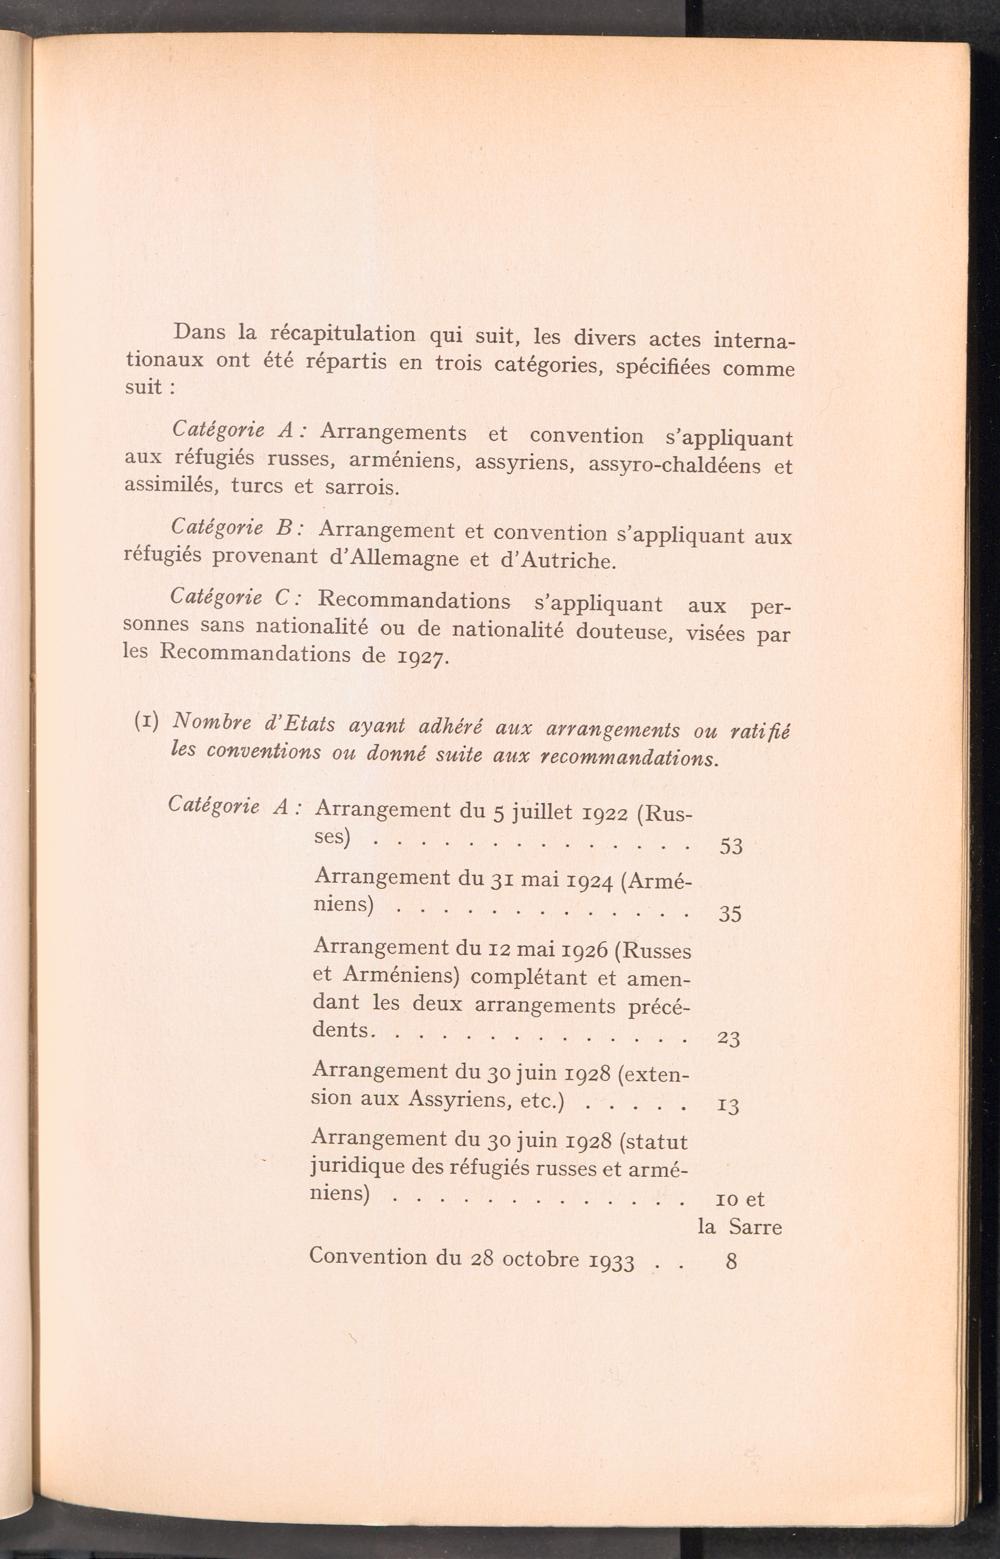 Dans la récapitulation qui suit, les divers actes interna-
tionaux ont été répartis en trois catégories, spécifiées comme
suit :
Catégorie A : Arrangements et convention s'appliquant
aux réfugiés russes, arméniens, assyriens, assyro-chaldéens et
assimilés, turcs et sarrois.
Catégorie B : Arrangement et convention s'appliquant aux
réfugiés provenant d'Allemagne et d'Autriche.
Catégorie C : Recommandations s'appliquant aux per-
sonnes sans nationalité ou de nationalité douteuse, visées par
les Recommandations de 1927.
(1) Nombre d'Etats ayant adhéré aux arrangements ou ratifié
les conventions ou donné suite aux recommandations.
Catégorie A : Arrangement du 5 juillet 1922 (Rus-
ses) . . . . . . . . . . . . . . 53
Arrangement du 31 mai 1924 (Armé-
niens) . . . . . . . . . . . . . 35
Arrangement du 12 mai 1926 (Russes
et Arméniens) complétant et amen-
dant les deux arrangements précé-
dents. . . . . . . . . . . . . . 23
Arrangement du 30 juin 1928 (exten-
sion aux Assyriens, etc.) . . . . . 13
Arrangement du 30 juin 1928 (statut
juridique des réfugiés russes et armé-
niens) . . . . . . . . . . . . . 10 et
la Sarre
Convention du 28 octobre 1933 . . 8